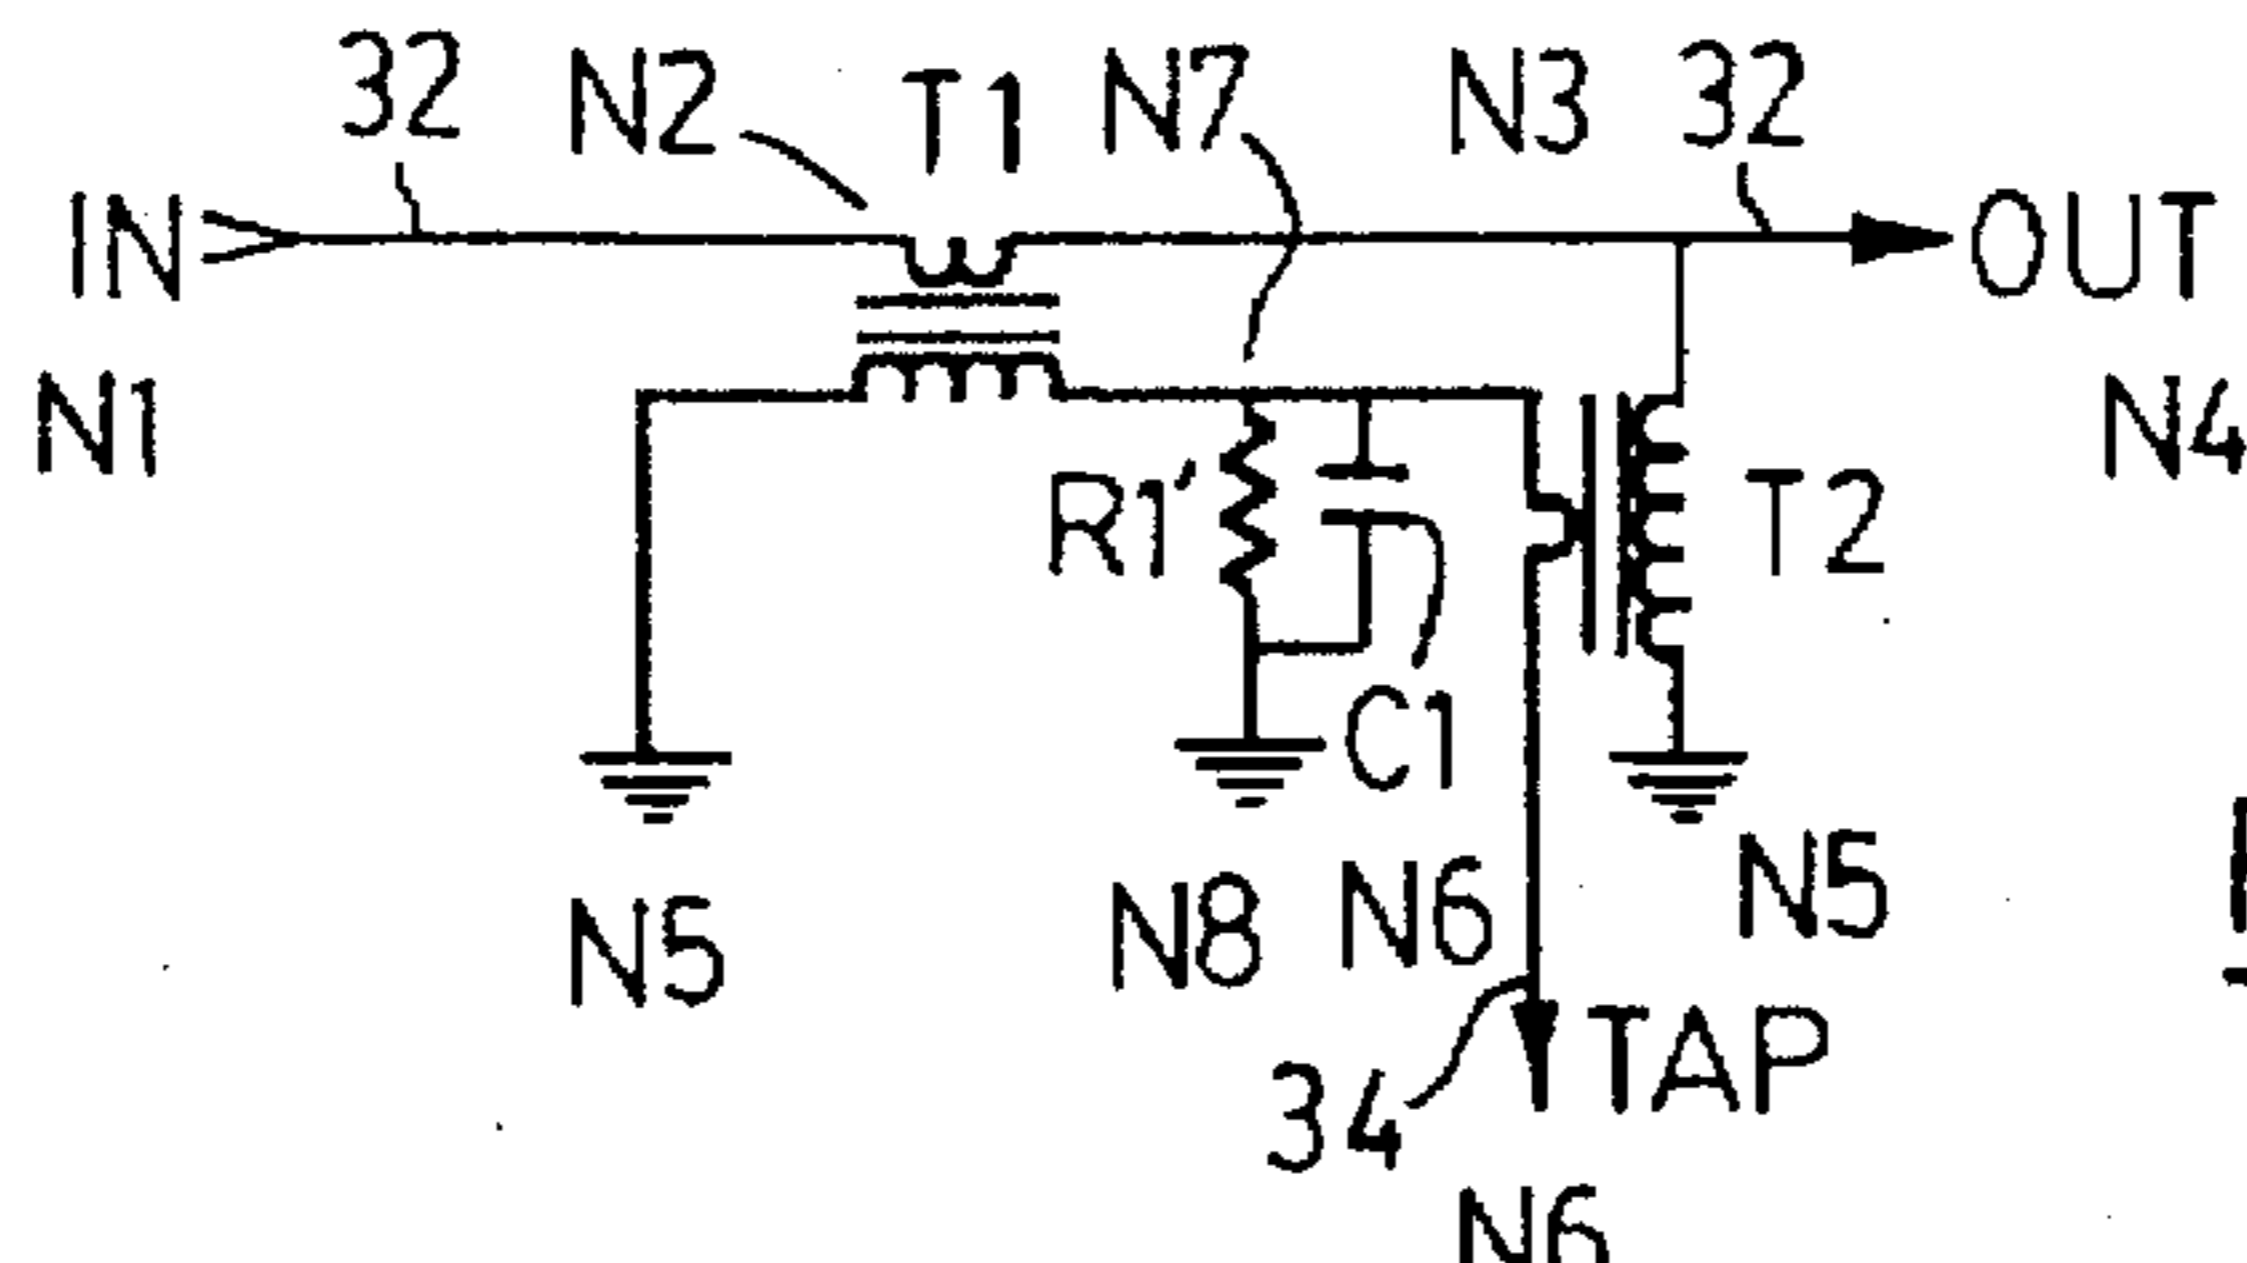 32 N2 T1 N7 N3 32
IN OUT
N1 N4
R1' T2
C1
N5 N8 N6 N5
34 TAP
N6